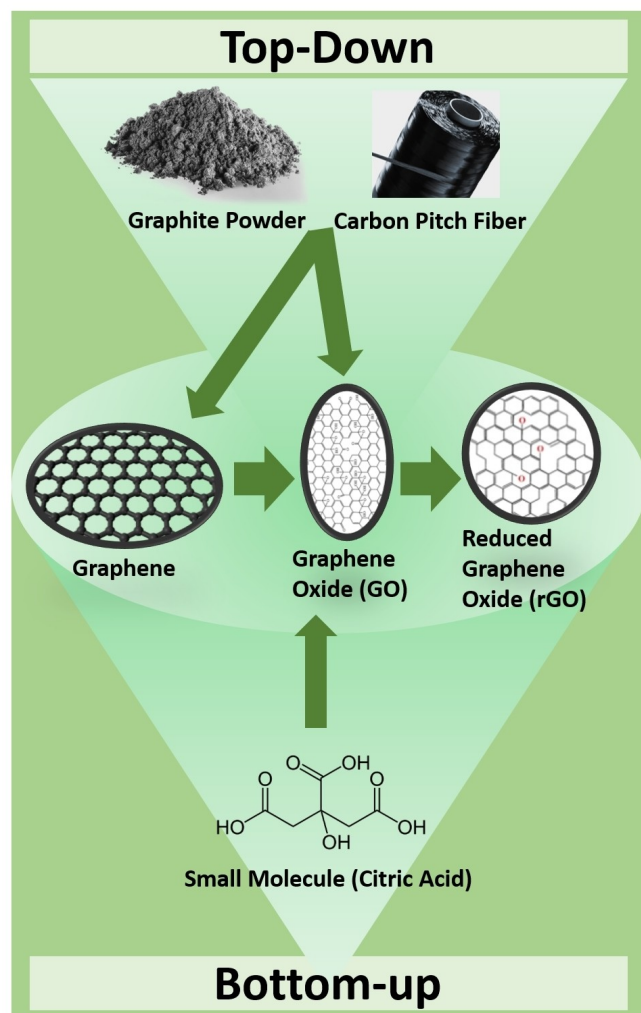 Top-Down
Graphite Powder
Carbon Pitch Fiber
Graphene
Graphene
Oxide (GO)
Reduced
Graphene
Oxide (rGO)
O
O
O
O
OH
O
O
HO
OH
OH
Small Molecule (Citric Acid)
Bottom-up